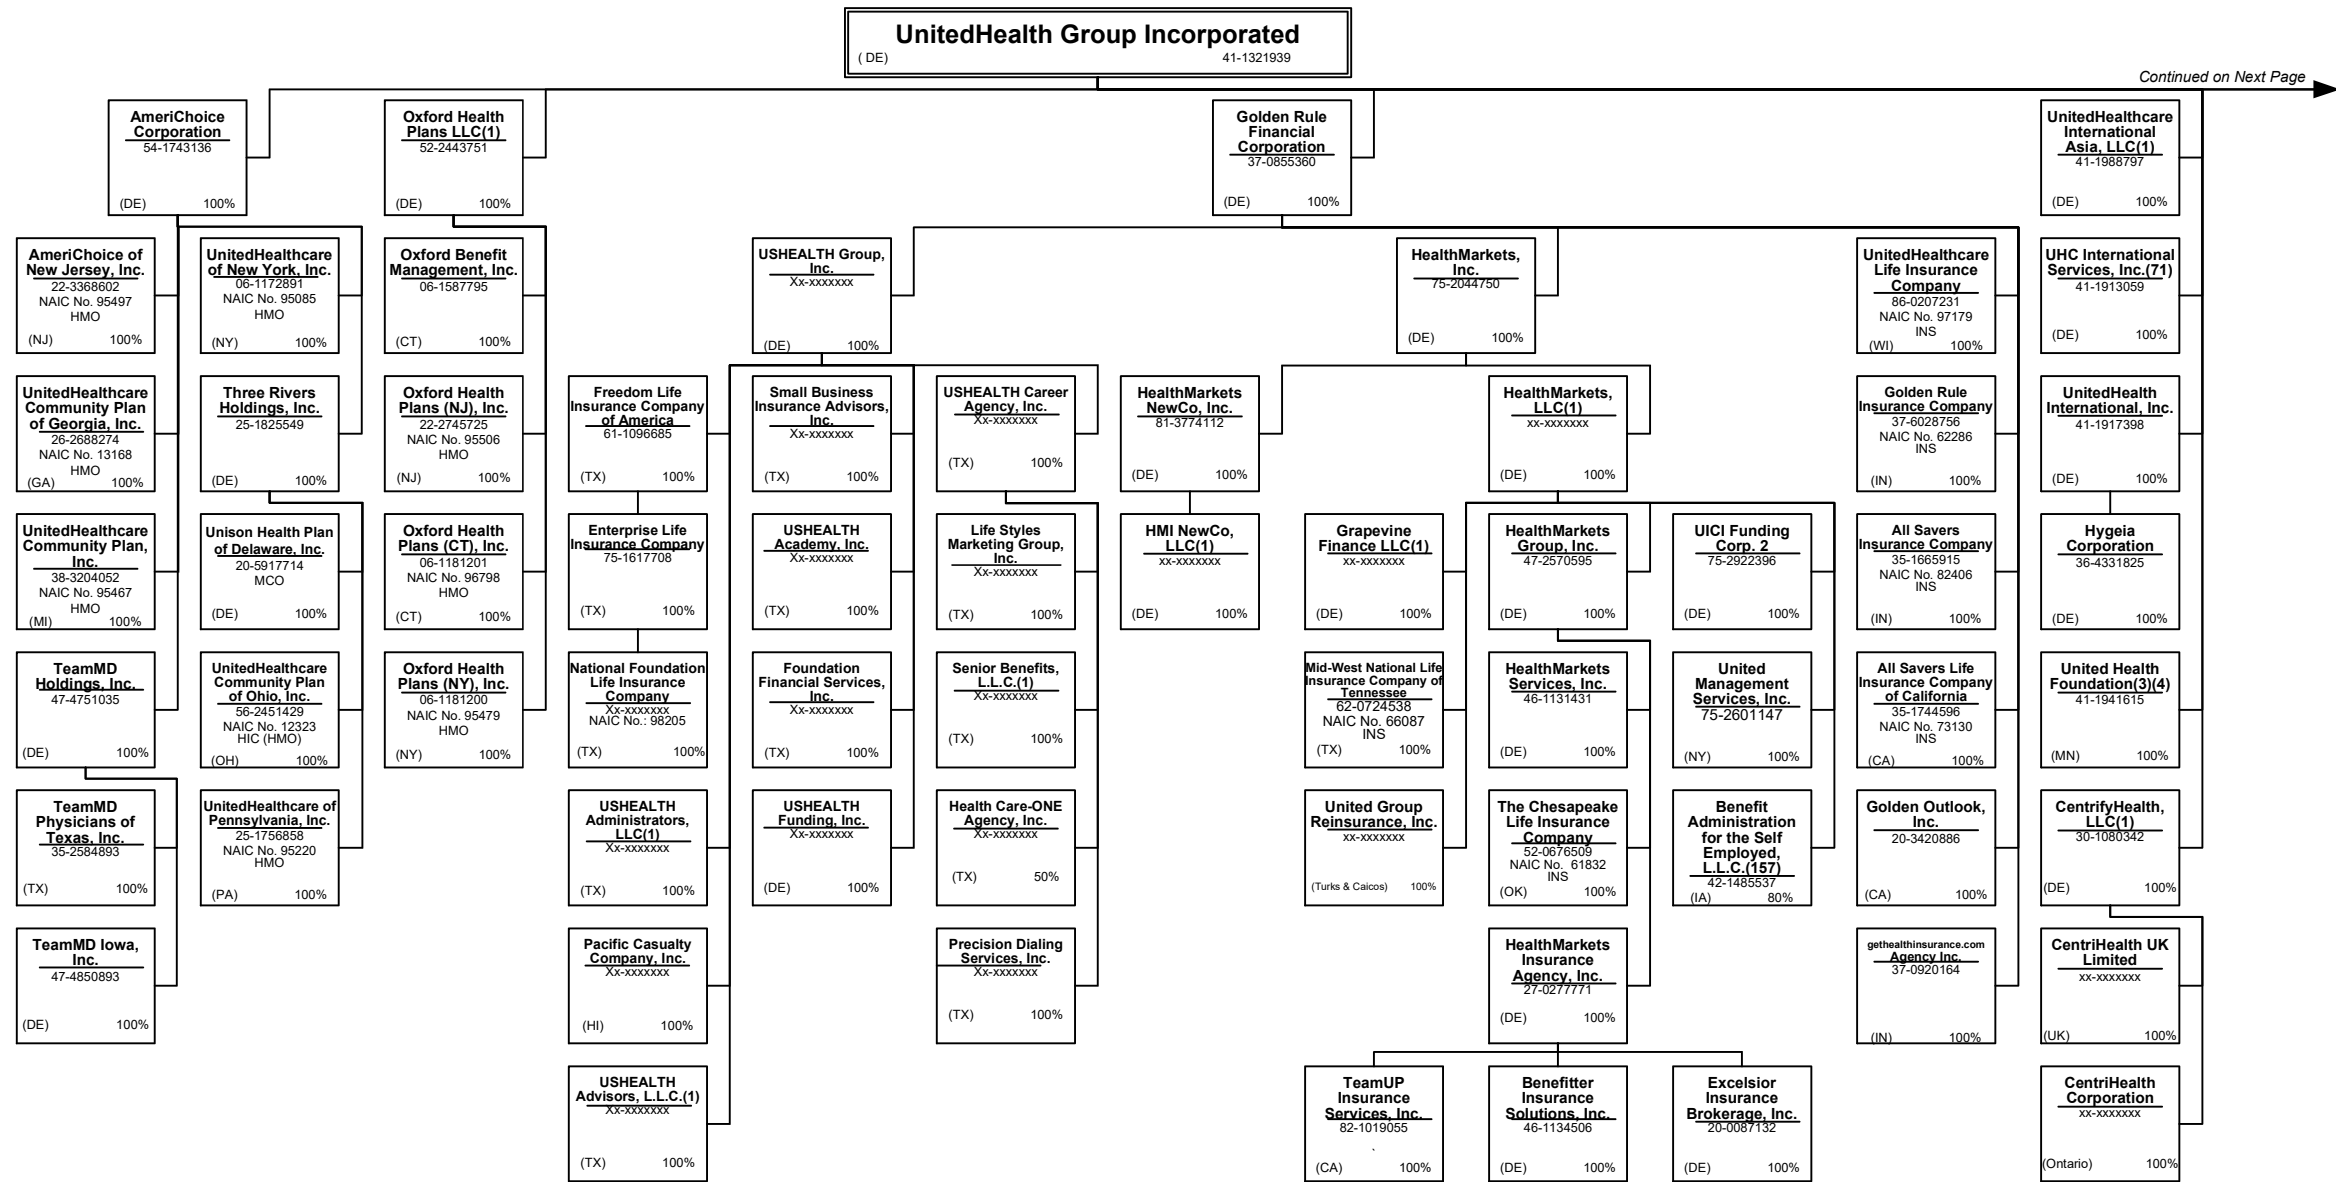 UnitedHealth Group Incorporated
( DE) 41-1321939
Continued on Next Page
AmeriChoice
Corporation
54-1743136
(DE) 100%
Oxford Health
Plans LLC(1)
52-2443751
(DE) 100%
Golden Rule
Financial
Corporation
37-0855360
(DE) 100%
UnitedHealthcare
International
Asia, LLC(1)
41-1988797
(DE) 100%
AmeriChoice of
New Jersey, Inc.
22-3368602
NAIC No. 95497
HMO
(NJ) 100%
UnitedHealthcare
of New York, Inc.
06-1172891
NAIC No. 95085
HMO
(NY) 100%
Oxford Benefit
Management, Inc.
06-1587795
(CT) 100%
USHEALTH Group,
Inc.
Xx-xxxxxxx
(DE) 100%
HealthMarkets,
Inc.
75-2044750
(DE) 100%
UnitedHealthcare
Life Insurance
Company
86-0207231
NAIC No. 97179
INS
(WI) 100%
UHC International
Services, Inc.(71)
41-1913059
(DE) 100%
UnitedHealthcare
Community Plan
of Georgia, Inc.
26-2688274
NAIC No. 13168
HMO
(GA) 100%
Three Rivers
Holdings, Inc.
25-1825549
(DE) 100%
Oxford Health
Plans (NJ), Inc.
22-2745725
NAIC No. 95506
HMO
(NJ) 100%
Freedom Life
Insurance Company
of America
61-1096685
(TX) 100%
Small Business
Insurance Advisors,
Inc.
Xx-xxxxxxx
(TX) 100%
USHEALTH Career
Agency, Inc.
Xx-xxxxxxx
(TX) 100%
HealthMarkets
NewCo, Inc.
81-3774112
(DE) 100%
HealthMarkets,
LLC(1)
xx-xxxxxxx
(DE) 100%
Golden Rule
Insurance Company
37-6028756
NAIC No. 62286
INS
(IN) 100%
UnitedHealth
International, Inc.
41-1917398
(DE) 100%
UnitedHealthcare
Community Plan,
Inc.
38-3204052
NAIC No. 95467
HMO
(MI) 100%
Unison Health Plan
of Delaware, Inc.
20-5917714
MCO
(DE) 100%
Oxford Health
Plans (CT), Inc.
06-1181201
NAIC No. 96798
HMO
(CT) 100%
Enterprise Life
Insurance Company
75-1617708
(TX) 100%
USHEALTH
Academy, Inc.
Xx-xxxxxxx
(TX) 100%
Life Styles
Marketing Group,
Inc.
Xx-xxxxxxx
(TX) 100%
HMI NewCo,
LLC(1)
xx-xxxxxxx
(DE) 100%
Grapevine
Finance LLC(1)
xx-xxxxxxx
(DE) 100%
HealthMarkets
Group, Inc.
47-2570595
(DE) 100%
UICI Funding
Corp. 2
75-2922396
(DE) 100%
All Savers
Insurance Company
35-1665915
NAIC No. 82406
INS
(IN) 100%
Hygeia
Corporation
36-4331825
(DE) 100%
TeamMD
Holdings, Inc.
47-4751035
(DE) 100%
UnitedHealthcare
Community Plan
of Ohio, Inc.
56-2451429
NAIC No. 12323
HIC (HMO)
(OH) 100%
Oxford Health
Plans (NY), Inc.
06-1181200
NAIC No. 95479
HMO
(NY) 100%
National Foundation
Life Insurance
Company
Xx-xxxxxxx
NAIC No.: 98205
(TX) 100%
Foundation
Financial Services,
Inc.
Xx-xxxxxxx
(TX) 100%
Senior Benefits,
L.L.C.(1)
Xx-xxxxxxx
(TX) 100%
Mid-West National Life
Insurance Company of
Tennessee
62-0724538
NAIC No. 66087
INS
(TX) 100%
HealthMarkets
Services, Inc.
46-1131431
(DE) 100%
United
Management
Services, Inc.
75-2601147
(NY) 100%
All Savers Life
Insurance Company
of California
35-1744596
NAIC No. 73130
INS
(CA) 100%
United Health
Foundation(3)(4)
41-1941615
(MN) 100%
TeamMD
Physicians of
Texas, Inc.
35-2584893
(TX) 100%
UnitedHealthcare of
Pennsylvania, Inc.
25-1756858
NAIC No. 95220
HMO
(PA) 100%
USHEALTH
Administrators,
LLC(1)
Xx-xxxxxxx
(TX) 100%
USHEALTH
Funding, Inc.
Xx-xxxxxxx
(DE) 100%
Health Care-ONE
Agency, Inc.
Xx-xxxxxxx
(TX) 50%
United Group
Reinsurance, Inc.
xx-xxxxxxx
(Turks & Caicos) 100%
The Chesapeake
Life Insurance
Company
52-0676509
NAIC No. 61832
INS
(OK) 100%
Benefit
Administration
for the Self
Employed,
L.L.C.(157)
42-1485537
(IA) 80%
Golden Outlook,
Inc.
20-3420886
(CA) 100%
CentrifyHealth,
LLC(1)
30-1080342
(DE) 100%
TeamMD Iowa,
Inc.
47-4850893
(DE) 100%
Pacific Casualty
Company, Inc.
Xx-xxxxxxx
(HI) 100%
Precision Dialing
Services, Inc.
Xx-xxxxxxx
(TX) 100%
HealthMarkets
Insurance
Agency, Inc.
27-0277771
(DE) 100%
gethealthinsurance.com
Agency Inc.
37-0920164
(IN) 100%
CentriHealth UK
Limited
xx-xxxxxxx
(UK) 100%
USHEALTH
Advisors, L.L.C.(1)
Xx-xxxxxxx
(TX) 100%
TeamUP
Insurance
Services, Inc.
82-1019055
`
(CA) 100%
Benefitter
Insurance
Solutions, Inc.
46-1134506
(DE) 100%
Excelsior
Insurance
Brokerage, Inc.
20-0087132
(DE) 100%
CentriHealth
Corporation
xx-xxxxxxx
(Ontario) 100%